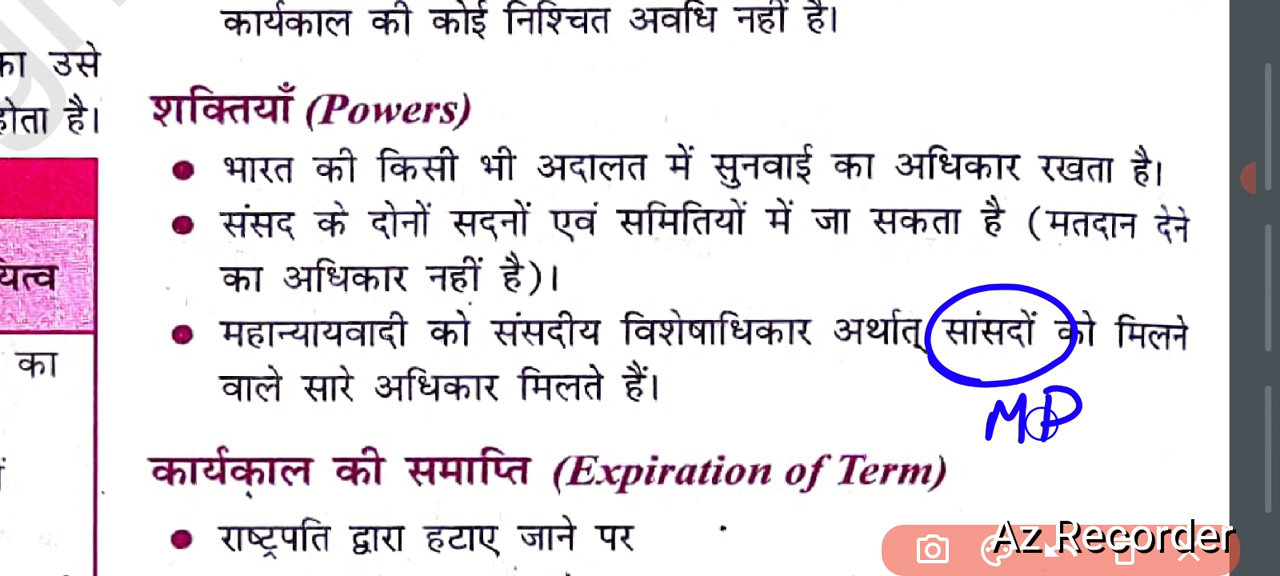 कार्यकाल की कोई निश्चित अवधि नहीं है।
का उसे
होता है।
शक्तियाँ (Powers)
भारत की किसी भी अदालत में सुनवाई का अधिकार रखता है।
संसद के दोनों सदनों एवं समितियों में जा सकता है (मतदान देने
का अधिकार नहीं है)।
महान्यायवादी को संसदीय विशेषाधिकार अर्थात् सांसदों को मिलने
वाले सारे अधिकार मिलते हैं।
MP
का
कार्यकाल की समाप्ति (Expiration of Term)
राष्ट्रपति द्वारा हटाए जाने पर
Az Recorder